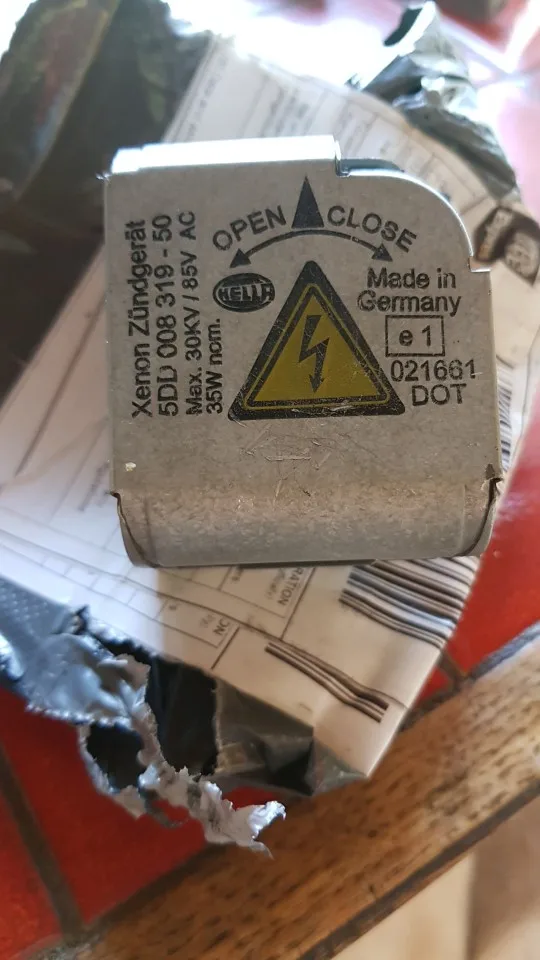 OPEN CLOSE
Xenon Zündgerät
5DD 008 319 - 50
Max. 30KV / 85V AC
35W nom.
HELLA
Made in
Germany
e 1
021661
DOT